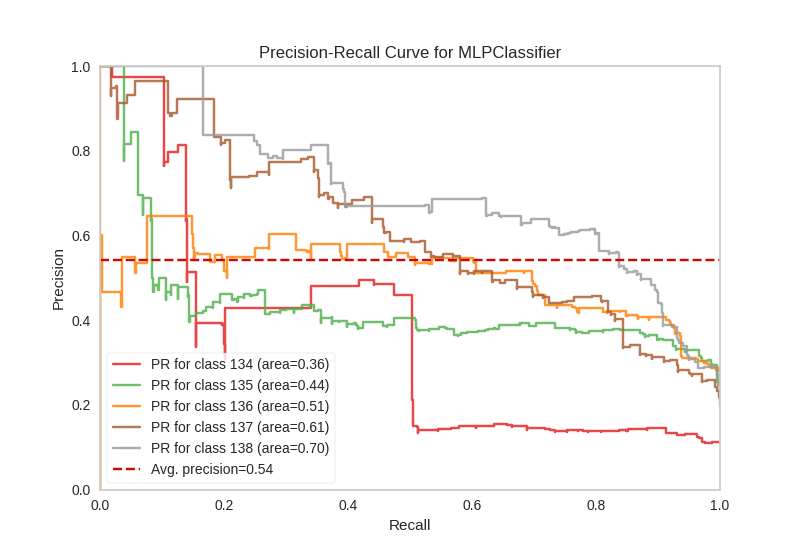 Precision-Recall Curve for MLPClassifier
1.0
0.8
0.6
0.4
0.2
0.0
Precision
PR for class 134 (area=0.36)
PR for class 135 (area=0.44)
PR for class 136 (area=0.51)
PR for class 137 (area=0.61)
PR for class 138 (area=0.70)
Avg. precision=0.54
0.0 0.2 0.4 0.6 0.8 1.0
Recall